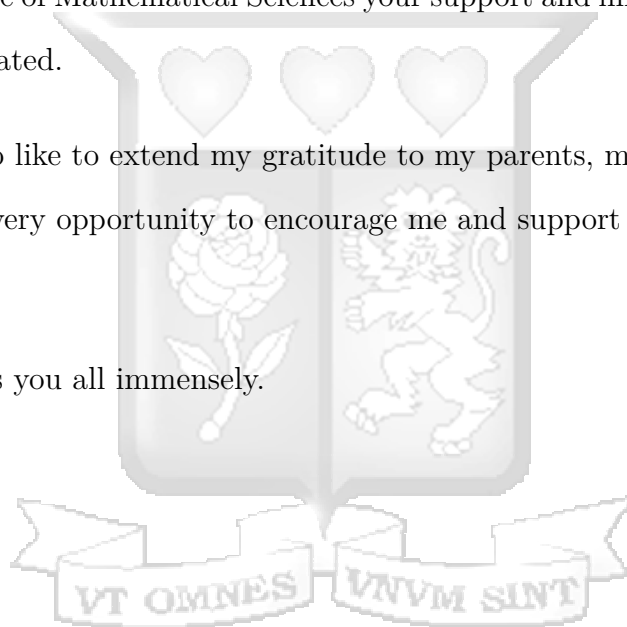 e of Mathematical Sciences your support and
ated.
like to extend my gratitude to my parents,
very opportunity to encourage me and support
s you all immensely.
VT OMNES VNVM SINT